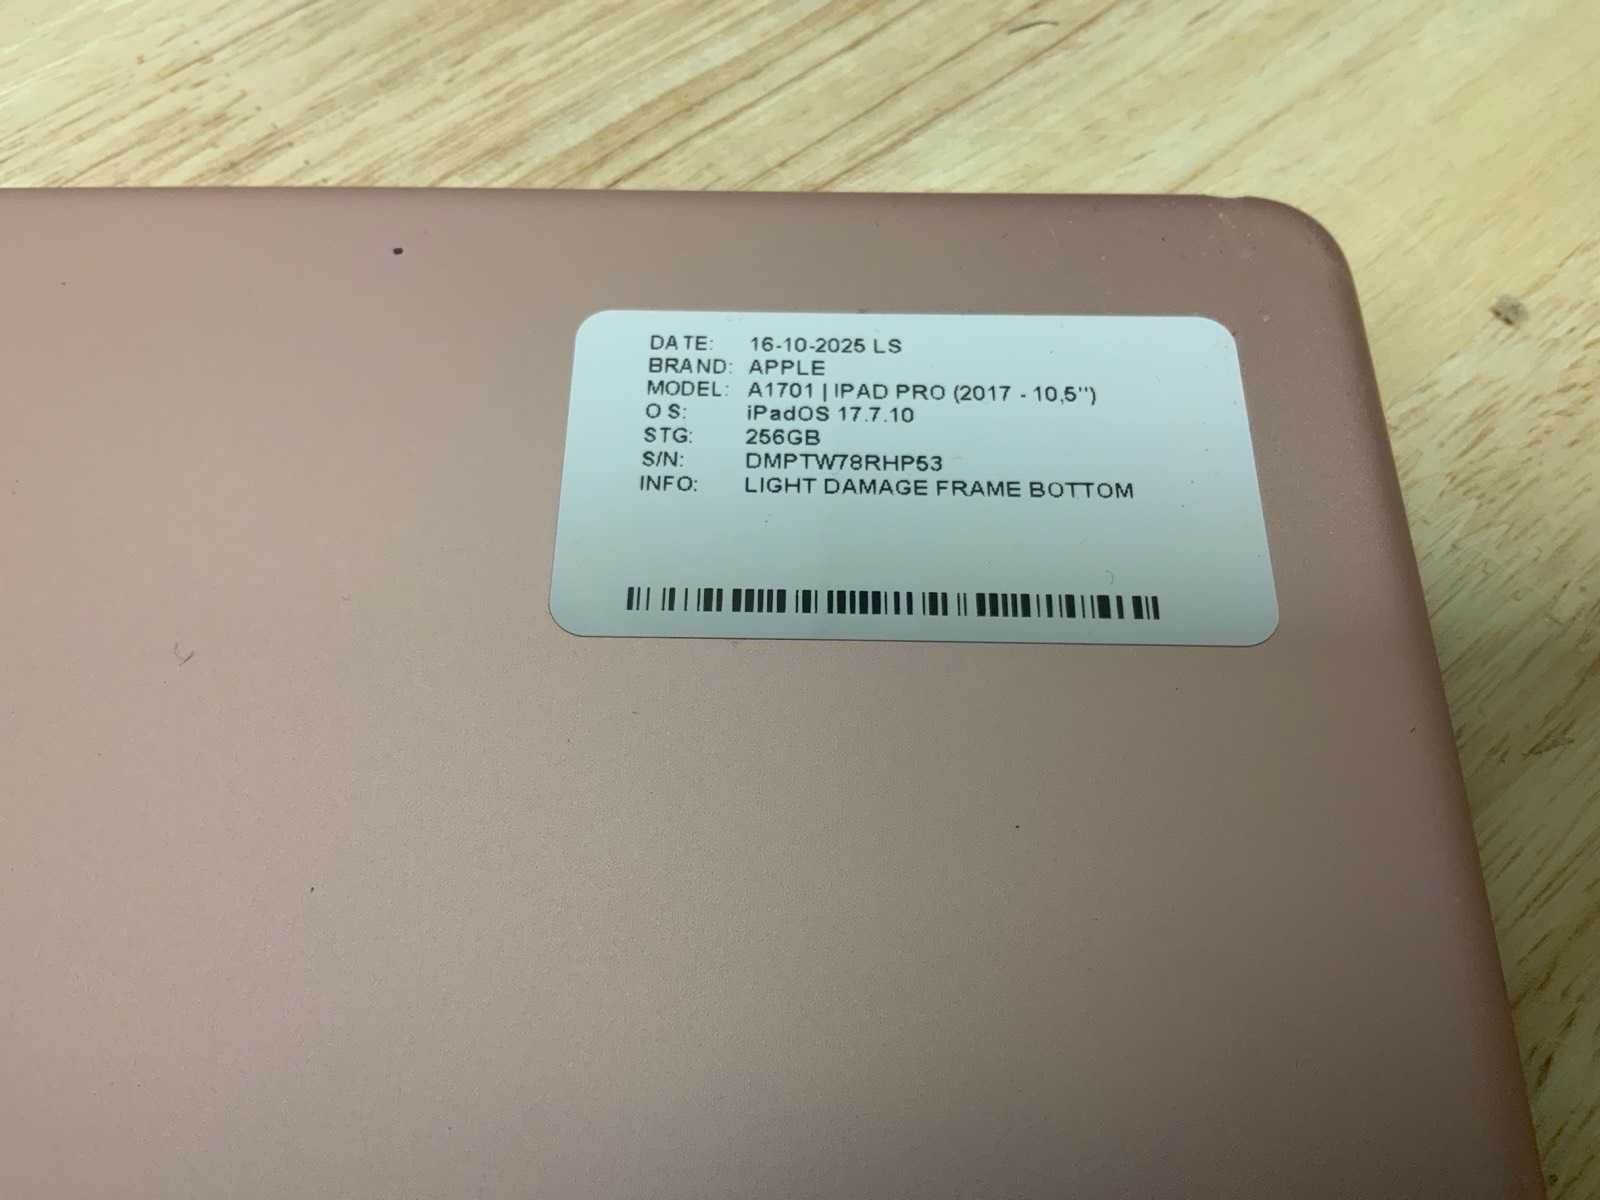 DATE: 16-10-2025 LS
BRAND: APPLE
MODEL: A1701 | IPAD PRO (2017 - 10,5")
OS: iPadOS 17.7.10
STG: 256GB
S/N: DMPTW78RHP53
INFO: LIGHT DAMAGE FRAME BOTTOM